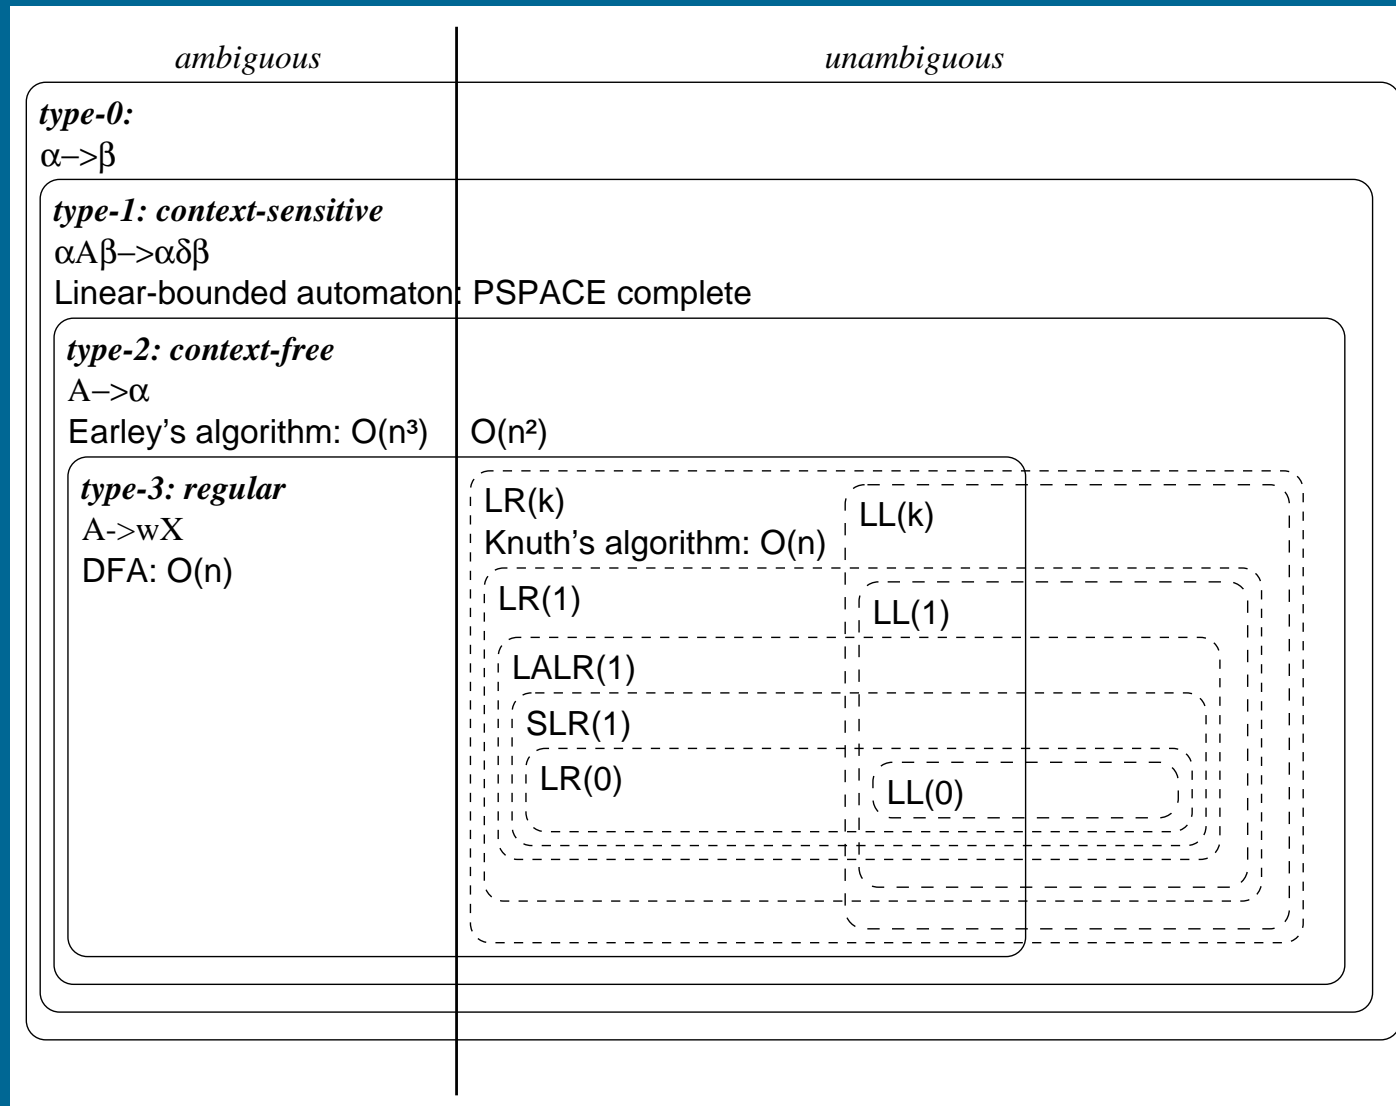 ambiguous
unambiguous
type-0:
α−>β
type-1: context-sensitive
αAβ−>αδβ
Linear-bounded automaton: PSPACE complete
type-2: context-free
A−>α
Earley’s algorithm: O(n³)
O(n²)
type-3: regular
A->wX
DFA: O(n)
LR(k)
Knuth’s algorithm: O(n)
LL(k)
LR(1)
LL(1)
LALR(1)
SLR(1)
LR(0)
LL(0)